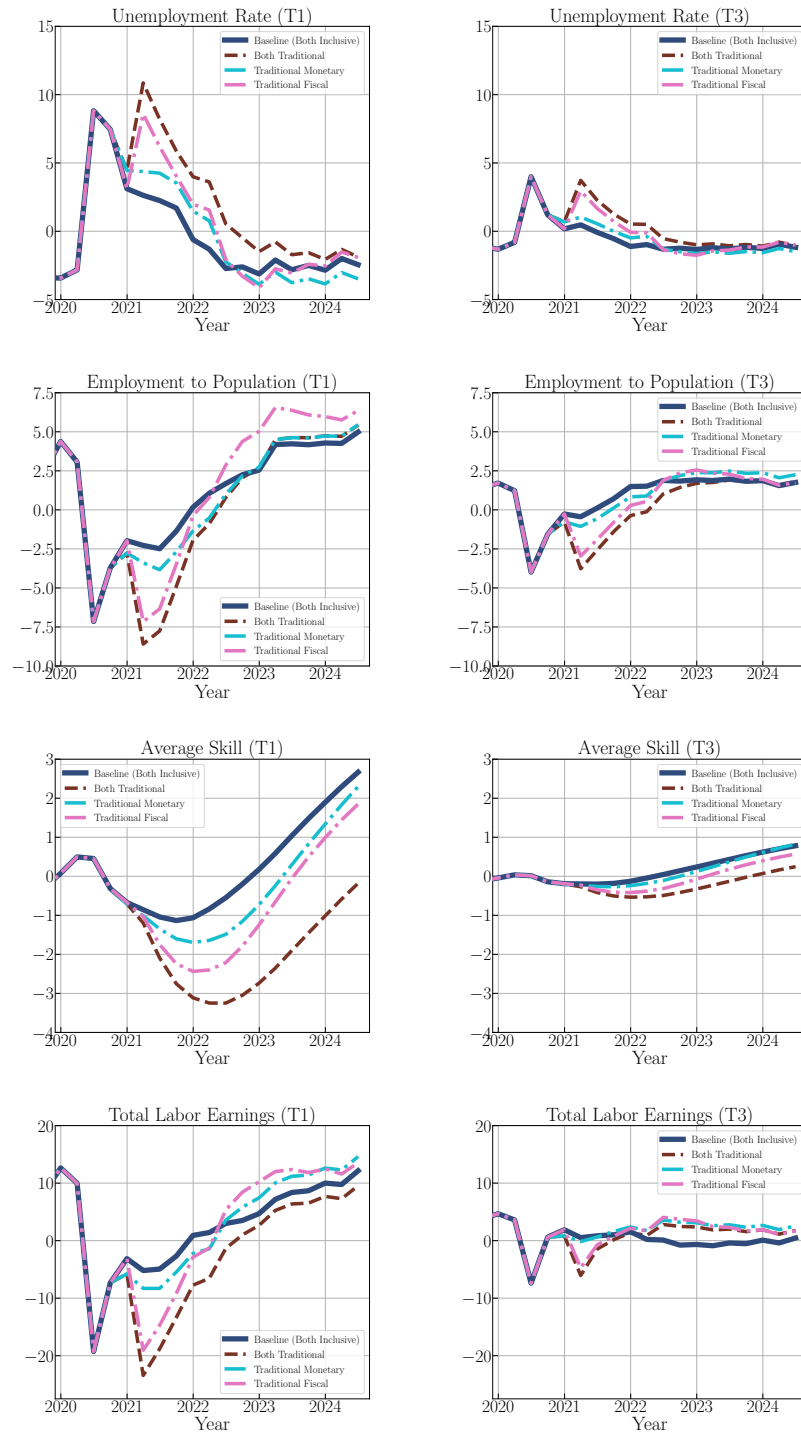 Unemployment Rate (T1)
15
10
5
0
−5
2020 2021 2022 2023 2024
Year
Baseline (Both Inclusive)
Both Traditional
Traditional Monetary
Traditional Fiscal
Unemployment Rate (T3)
15
10
5
0
−5
2020 2021 2022 2023 2024
Year
Baseline (Both Inclusive)
Both Traditional
Traditional Monetary
Traditional Fiscal
Employment to Population (T1)
7.5
5.0
2.5
0.0
−2.5
−5.0
−7.5
−10.0
2020 2021 2022 2023 2024
Year
Baseline (Both Inclusive)
Both Traditional
Traditional Monetary
Traditional Fiscal
Employment to Population (T3)
7.5
5.0
2.5
0.0
−2.5
−5.0
−7.5
−10.0
2020 2021 2022 2023 2024
Year
Baseline (Both Inclusive)
Both Traditional
Traditional Monetary
Traditional Fiscal
Average Skill (T1)
3
2
1
0
−1
−2
−3
−4
2020 2021 2022 2023 2024
Year
Baseline (Both Inclusive)
Both Traditional
Traditional Monetary
Traditional Fiscal
Average Skill (T3)
3
2
1
0
−1
−2
−3
−4
2020 2021 2022 2023 2024
Year
Baseline (Both Inclusive)
Both Traditional
Traditional Monetary
Traditional Fiscal
Total Labor Earnings (T1)
20
10
0
−10
−20
2020 2021 2022 2023 2024
Year
Baseline (Both Inclusive)
Both Traditional
Traditional Monetary
Traditional Fiscal
Total Labor Earnings (T3)
20
10
0
−10
−20
2020 2021 2022 2023 2024
Year
Baseline (Both Inclusive)
Both Traditional
Traditional Monetary
Traditional Fiscal